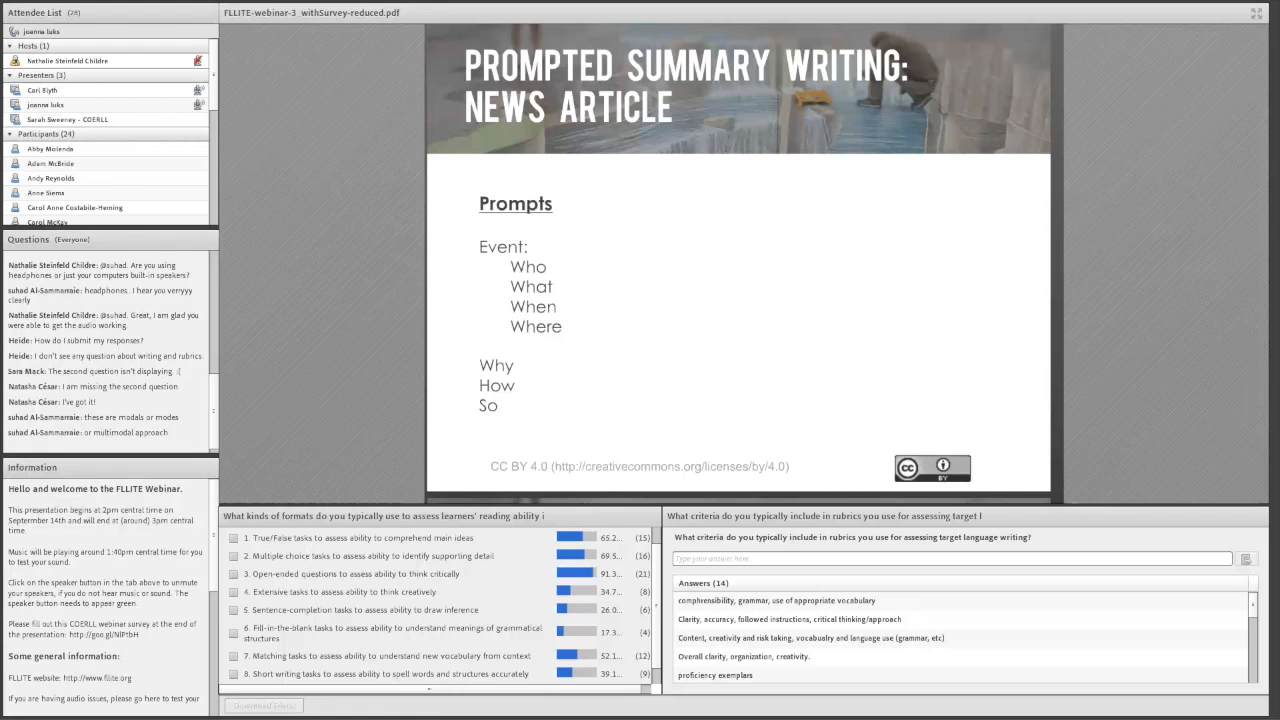 Attendee List (28)
joanna luks
Hosts (1)
Nathalie Steinfeld Childre
Presenters (3)
Carl Blyth
joanna luks
Sarah Sweeney - COERLL
Participants (24)
Abby Molenda
Adam McBride
Andy Reynolds
Anne Siems
Carol Anne Costabile-Heming
Carol McKay
Questions (Everyone)
Nathalie Steinfeld Childre: @suhad. Are you using
headphones or just your computers built-in speakers?
suhad Al-Sammarraie: headphones.. I hear you verryyy
clearly
Nathalie Steinfeld Childre: @suhad. Great, I am glad you
were able to get the audio working.
Heide: How do I submit my responses?
Heide: I don't see any question about writing and rubrics.
Sara Mack: The second question isn't displaying. :(
Natasha César: I am missing the second question
Natasha César: I've got it!
suhad Al-Sammarraie: these are modals or modes
suhad Al-Sammarraie: or multimodal approach
Information
Hello and welcome to the FLLITE Webinar.
This presentation begins at 2pm central time on
September 14th and will end at (around) 3pm central
time.
Music will be playing around 1:40pm central time for you
to test your sound.
Click on the speaker button in the tab above to unmute
your speakers, if you do not hear music or sound. The
speaker button needs to appear green.
Please fill out this COERLL webinar survey at the end of
the presentation: http://goo.gl/NlPtbH
Some general information:
FLLITE website: http://www.fllite.org
If you are having audio issues, please go here to test your
FLLITE-webinar-3_withSurvey-reduced.pdf
PROMPTED SUMMARY WRITING:
NEWS ARTICLE
Prompts
Event:
Who
What
When
Where
Why
How
So
CC BY 4.0 (http://creativecommons.org/licenses/by/4.0)
cc
BY
What kinds of formats do you typically use to assess learners' reading ability i
1. True/False tasks to assess ability to comprehend main ideas 65.2... (15)
2. Multiple choice tasks to assess ability to identify supporting detail 69.5... (16)
3. Open-ended questions to assess ability to think critically 91.3... (21)
4. Extensive tasks to assess ability to think creatively 34.7... (8)
5. Sentence-completion tasks to assess ability to draw inference 26.0... (6)
6. Fill-in-the-blank tasks to assess ability to understand meanings of grammatical
structures 17.3... (4)
7. Matching tasks to assess ability to understand new vocabulary from context 52.1... (12)
8. Short writing tasks to assess ability to spell words and structures accurately 39.1... (9)
Download File(s)
What criteria do you typically include in rubrics you use for assessing target l
What criteria do you typically include in rubrics you use for assessing target language writing?
Type your answer here
Answers (14)
comphrensibility, grammar, use of appropriate vocabulary
Clarity, accuracy, followed instructions, critical thinking/approach
Content, creativity and risk taking, vocabualry and language use (grammar, etc)
Overall clarity, organization, creativity.
proficiency exemplars